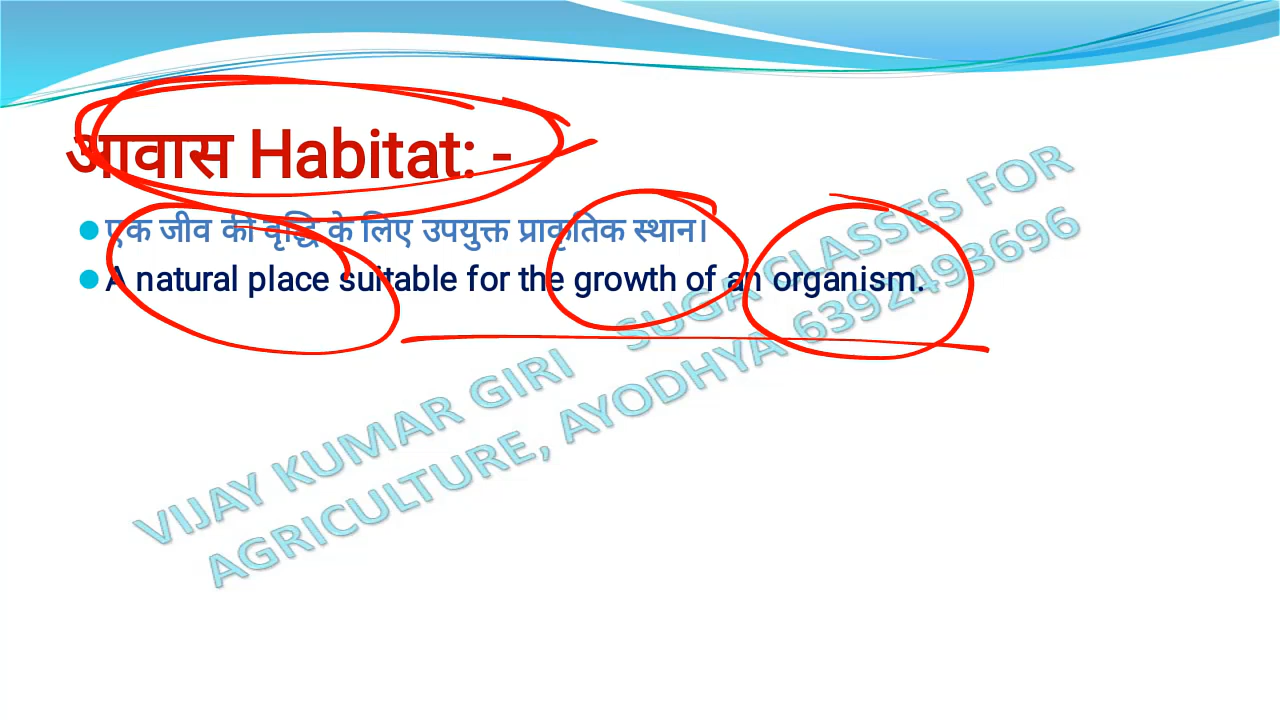 आवास Habitat: -
एक जीव की वृद्धि के लिए उपयुक्त प्राकृतिक स्थान।
A natural place suitable for the growth of an organism.
VIJAY KUMAR GIRI SUGA CLASSES FOR
AGRICULTURE, AYODHYA 6392493696